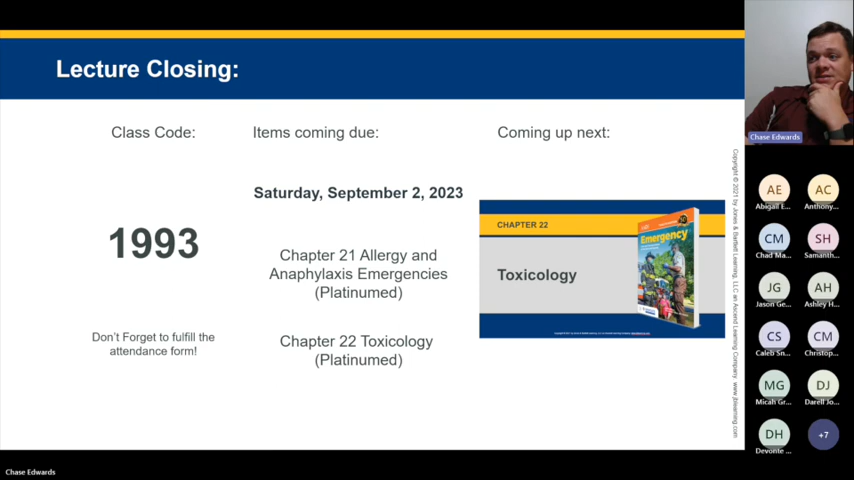 Lecture Closing:
Class Code:
Items coming due:
Coming up next:
1993
Don't Forget to fulfill the
attendance form!
Saturday, September 2, 2023
Chapter 21 Allergy and
Anaphylaxis Emergencies
(Platinumed)
Chapter 22 Toxicology
(Platinumed)
CHAPTER 22
Toxicology
Emergency
Copyright © 2021 by Jones & Bartlett Learning, LLC an Ascend Learning Company. www.jblearning.com
Chase Edwards
AE
Abigail E...
AC
Anthony...
CM
Chad Ma...
SH
Samanth...
JG
Jason Ge...
AH
Ashley H...
CS
Caleb Sn...
CM
Christop...
MG
Micah Gr...
DJ
Darell Jo...
DH
Devonte ...
+7
Chase Edwards